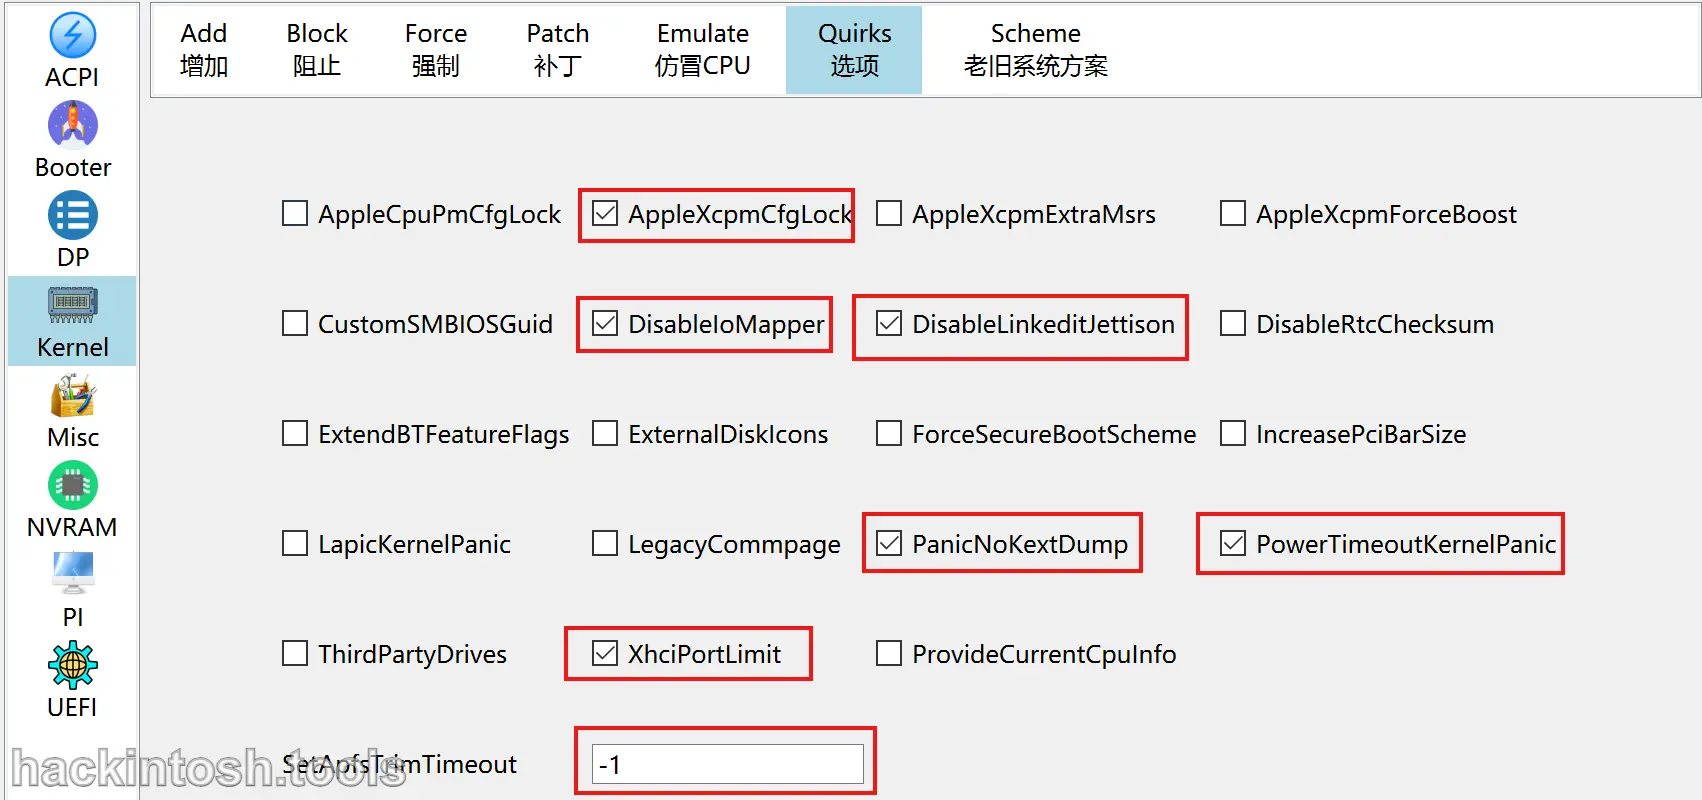 ACPI
Booter
DP
Kernel
Misc
NVRAM
PI
UEFI
Add Block Force Patch Emulate Quirks Scheme
增加 阻止 强制 补丁 仿冒CPU 选项 老旧系统方案
AppleCpuPmCfgLock AppleXcpmCfgLock AppleXcpmExtraMsrs AppleXcpmForceBoost
CustomSMBIOSGuid DisableIoMapper DisableLinkeditJettison DisableRtcChecksum
ExtendBTFeatureFlags ExternalDiskIcons ForceSecureBootScheme IncreasePciBarSize
LapicKernelPanic LegacyCommpage PanicNoKextDump PowerTimeoutKernelPanic
ThirdPartyDrives XhciPortLimit ProvideCurrentCpuInfo
SetApfsTrimTimeout -1
hackintosh.tools